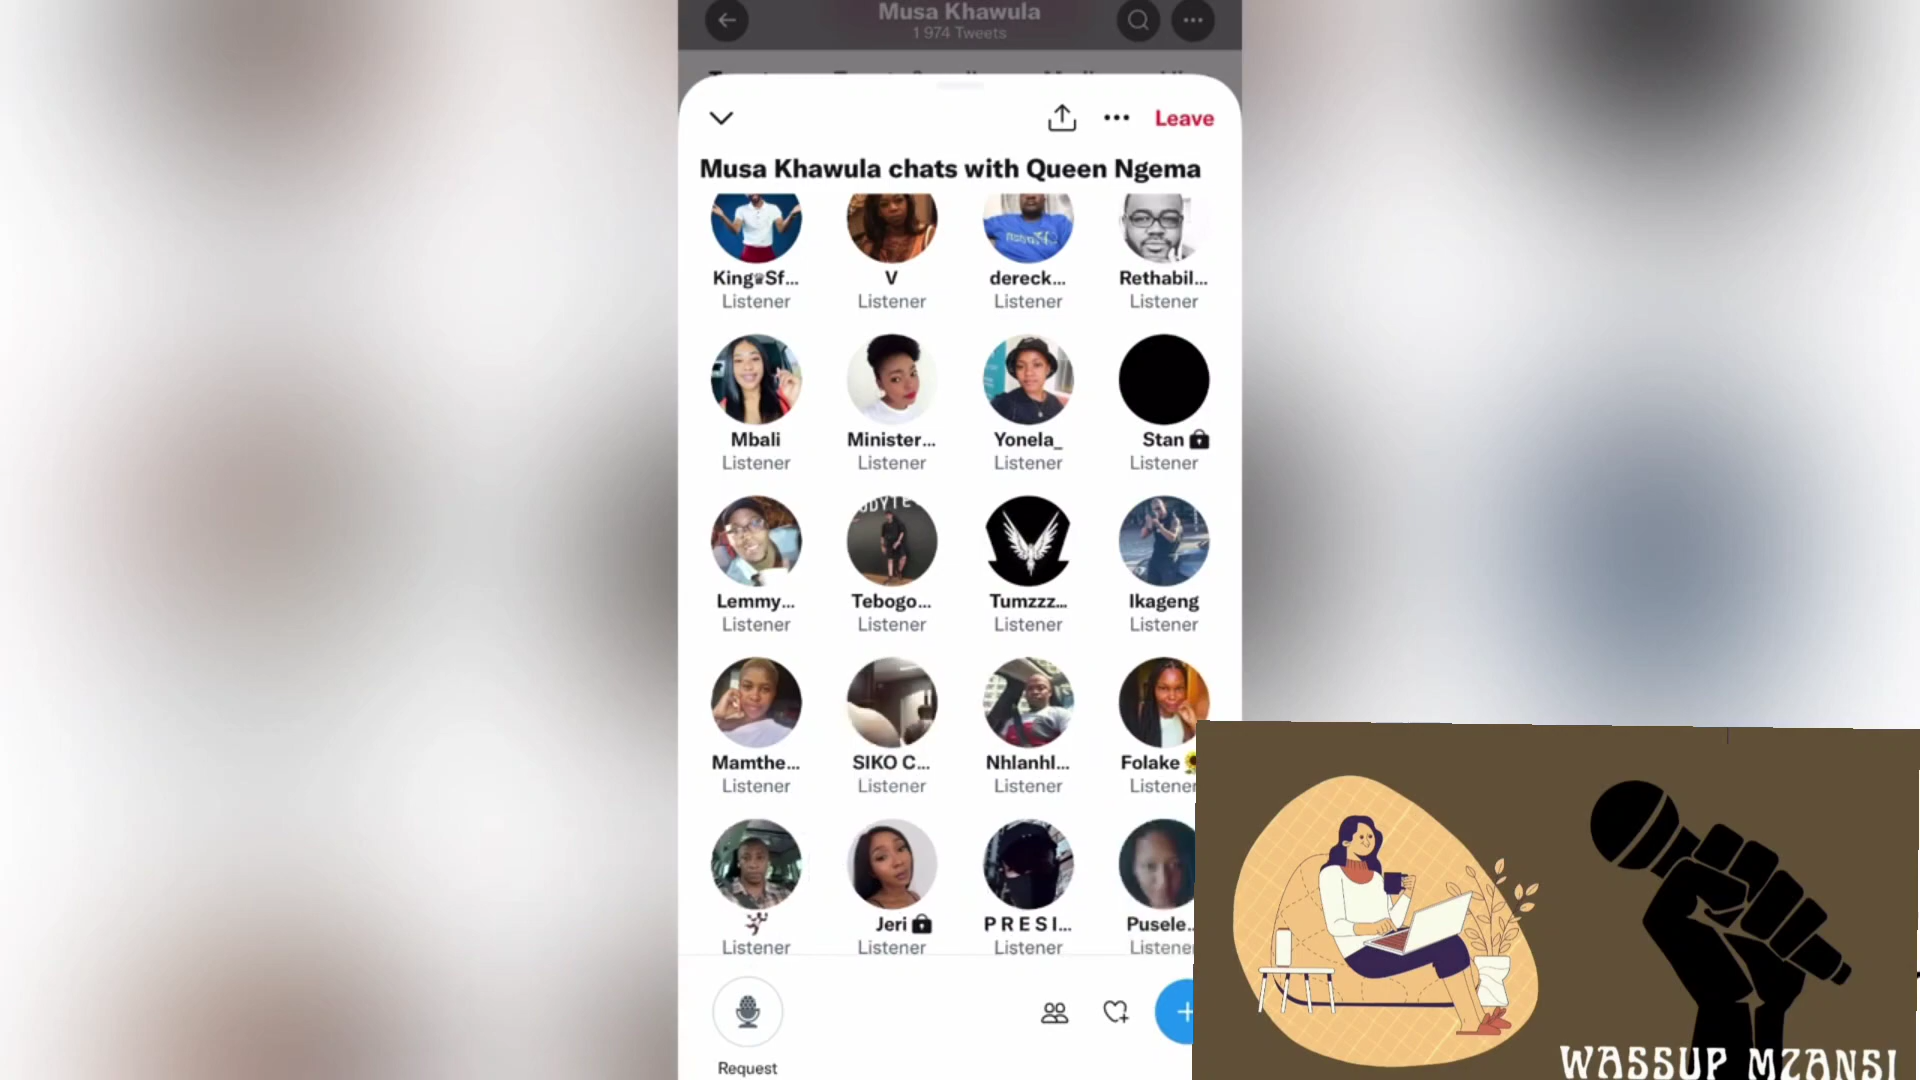 Musa Khawula
1 974 Tweets
Leave
Musa Khawula chats with Queen Ngema
King♛Sf... V dereck... Rethabil...
Listener Listener Listener Listener
Mbali Minister... Yonela_ Stan
Listener Listener Listener Listener
Lemmy... Tebogo... Tumzzz... Ikageng
Listener Listener Listener Listener
Mamthe... SIKO C... Nhlanhl... Folake 🌻
Listener Listener Listener Listener
Jeri P R E S I... Pusele...
Listener Listener Listener Listener
Request
WASSUP MZANSI